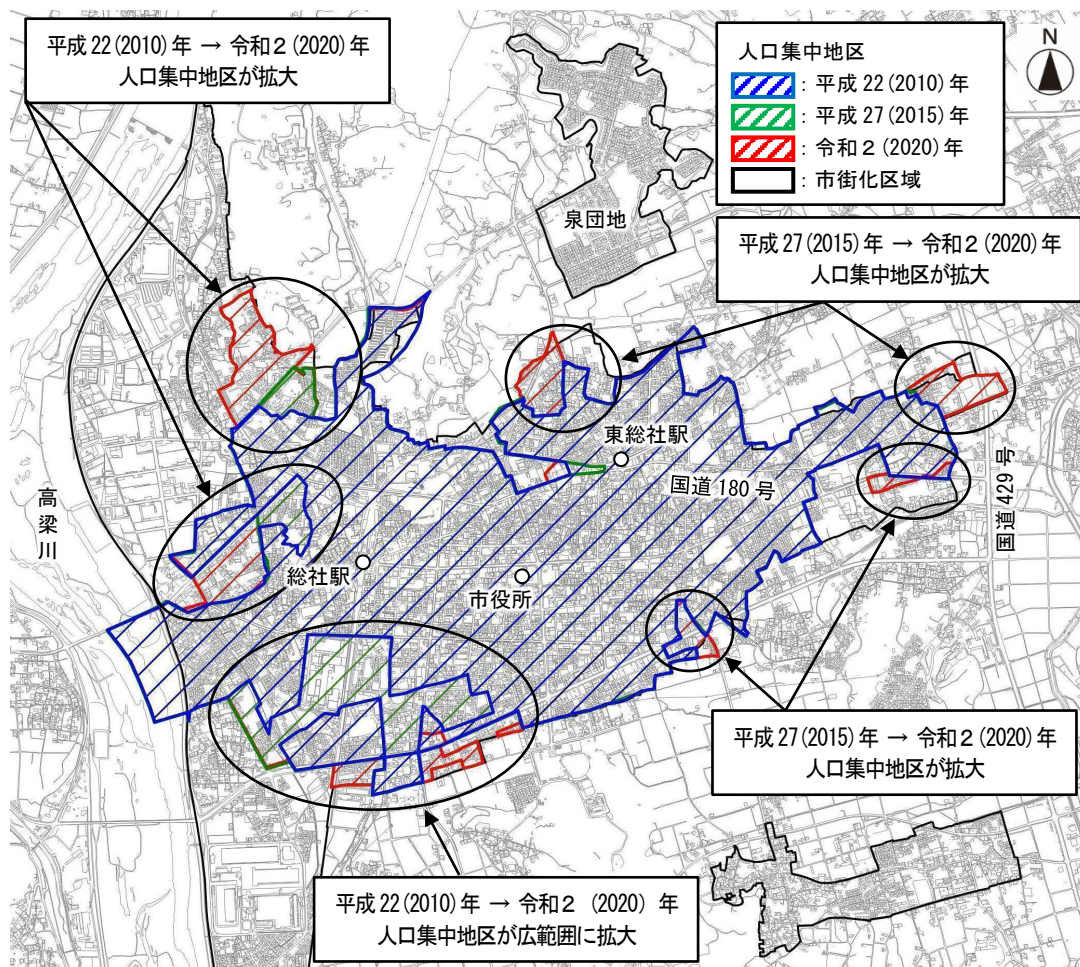 平成22(2010)年 → 令和2(2020)年
人口集中地区が拡大
人口集中地区
：平成22(2010)年
：平成27(2015)年
：令和2(2020)年
：市街化区域
N
泉団地
平成27(2015)年 → 令和2(2020)年
人口集中地区が拡大
東総社駅
国道180号
国道429号
高梁川
総社駅
市役所
平成27(2015)年 → 令和2(2020)年
人口集中地区が拡大
平成22(2010)年 → 令和2 (2020) 年
人口集中地区が広範囲に拡大